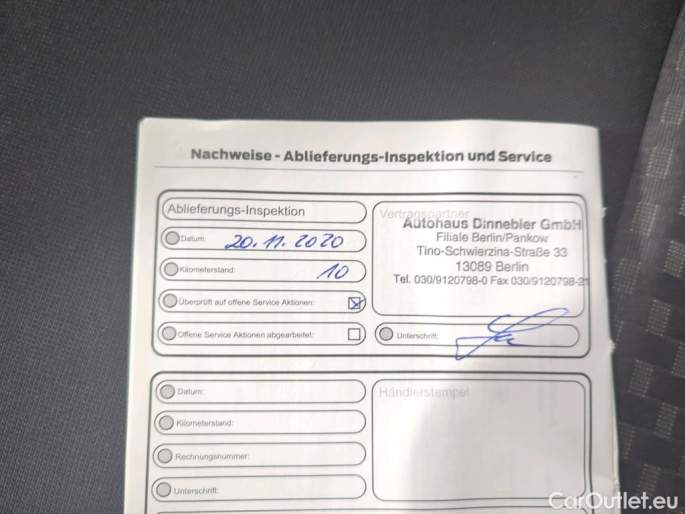 Nachweise - Ablieferungs-Inspektion und Service
Ablieferungs-Inspektion
Datum: 20.11.2020
Kilometerstand: 10
Überprüft auf offene Service Aktionen:
Offene Service Aktionen abgearbeitet:
Vertragspartner
Autohaus Dinnebier GmbH
Filiale Berlin/Pankow
Tino-Schwierzina-Straße 33
13089 Berlin
Tel. 030/9120798-0 Fax 030/9120798-21
Unterschrift:
Datum:
Kilometerstand:
Rechnungsnummer:
Unterschrift:
Händlerstempel
CarOutlet.eu